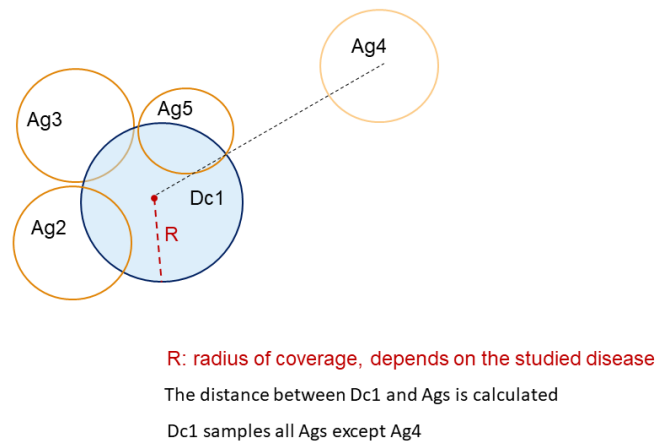 Ag4
Ag5
Ag3
Dc1
Ag2
R
R: radius of coverage, depends on the studied disease
The distance between Dc1 and Ags is calculated
Dc1 samples all Ags except Ag4